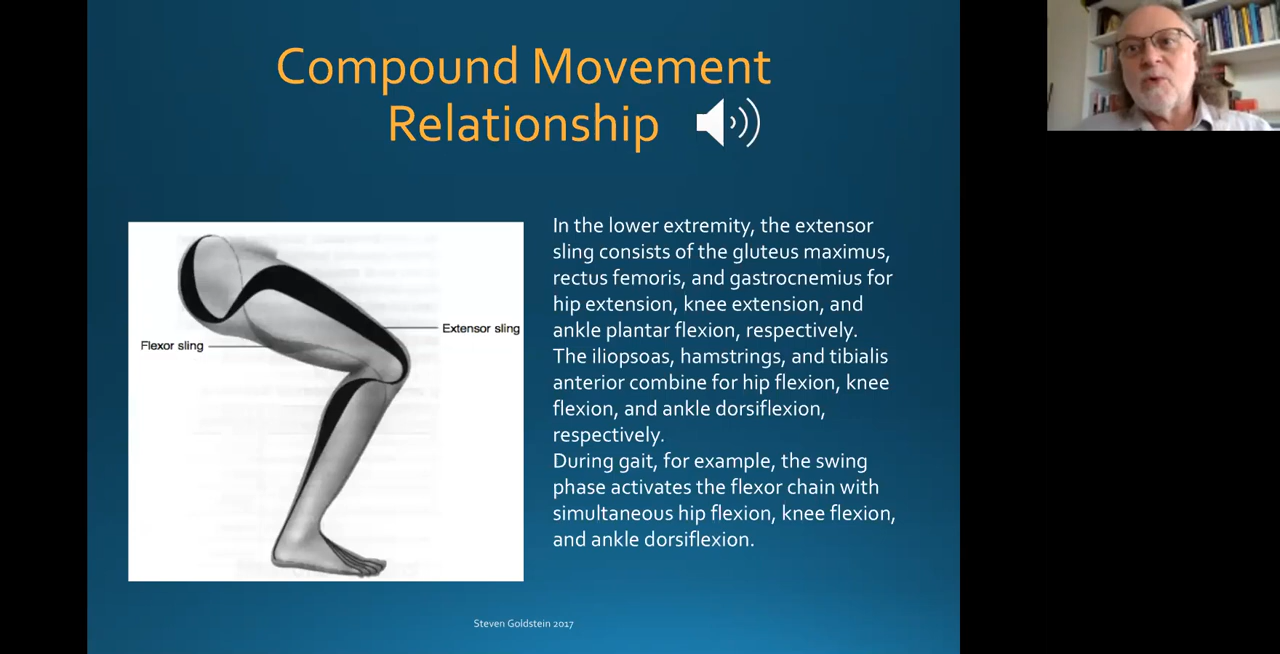 Compound Movement
Relationship
In the lower extremity, the extensor
sling consists of the gluteus maximus,
rectus femoris, and gastrocnemius for
hip extension, knee extension, and
ankle plantar flexion, respectively.
The iliopsoas, hamstrings, and tibialis
anterior combine for hip flexion, knee
flexion, and ankle dorsiflexion,
respectively.
During gait, for example, the swing
phase activates the flexor chain with
simultaneous hip flexion, knee flexion,
and ankle dorsiflexion.
Extensor sling
Flexor sling
Steven Goldstein 2017